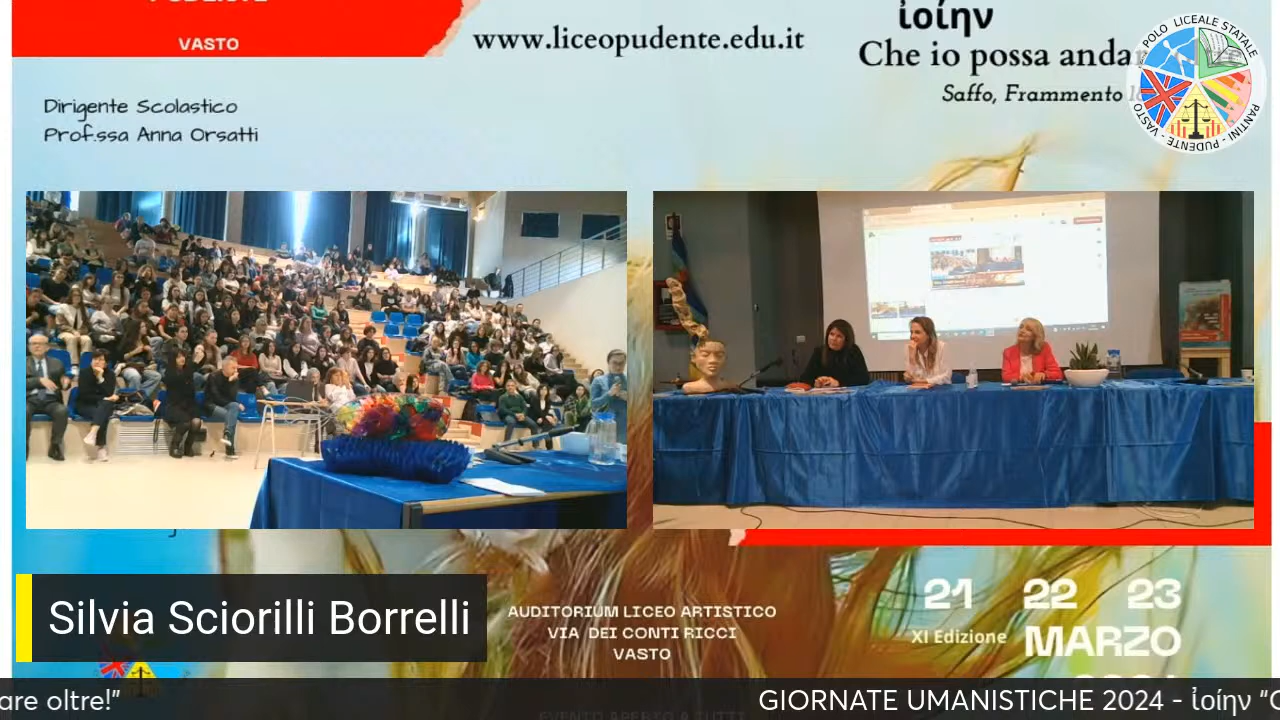 VASTO
www.liceopudente.edu.it
ἰοίην
Che io possa anda
Saffo, Frammento
POLO LICEALE STATALE
PANTINI - PUDENTE - VASTO
Dirigente Scolastico
Prof.ssa Anna Orsatti
Silvia Sciorilli Borrelli
AUDITORIUM LICEO ARTISTICO
VIA DEI CONTI RICCI
VASTO
21 22 23
XI Edizione MARZO
are oltre!” GIORNATE UMANISTICHE 2024 - ἰοίην “C